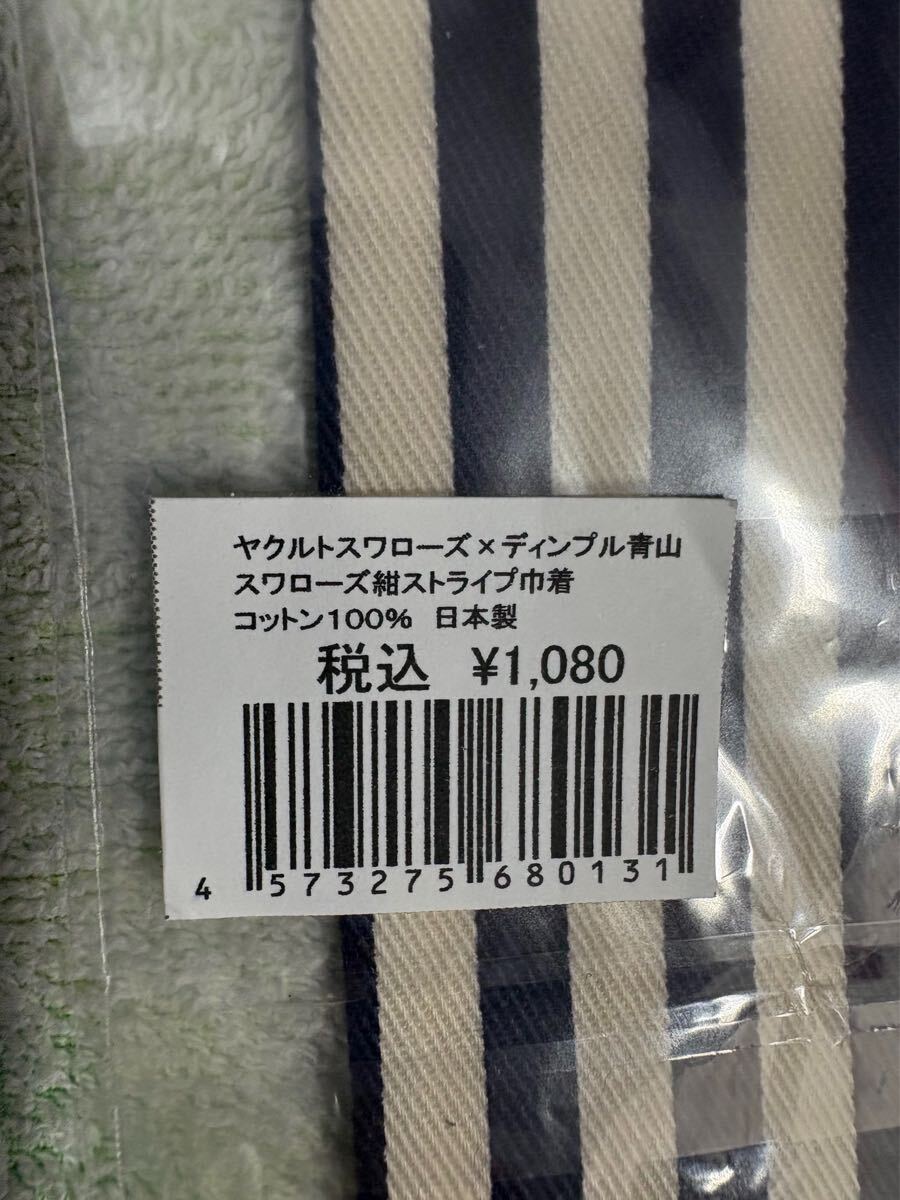 ヤクルトスワローズ×ディンプル青山
スワローズ紺ストライプ巾着
コットン100% 日本製
税込 ¥1,080
4 573275 680131